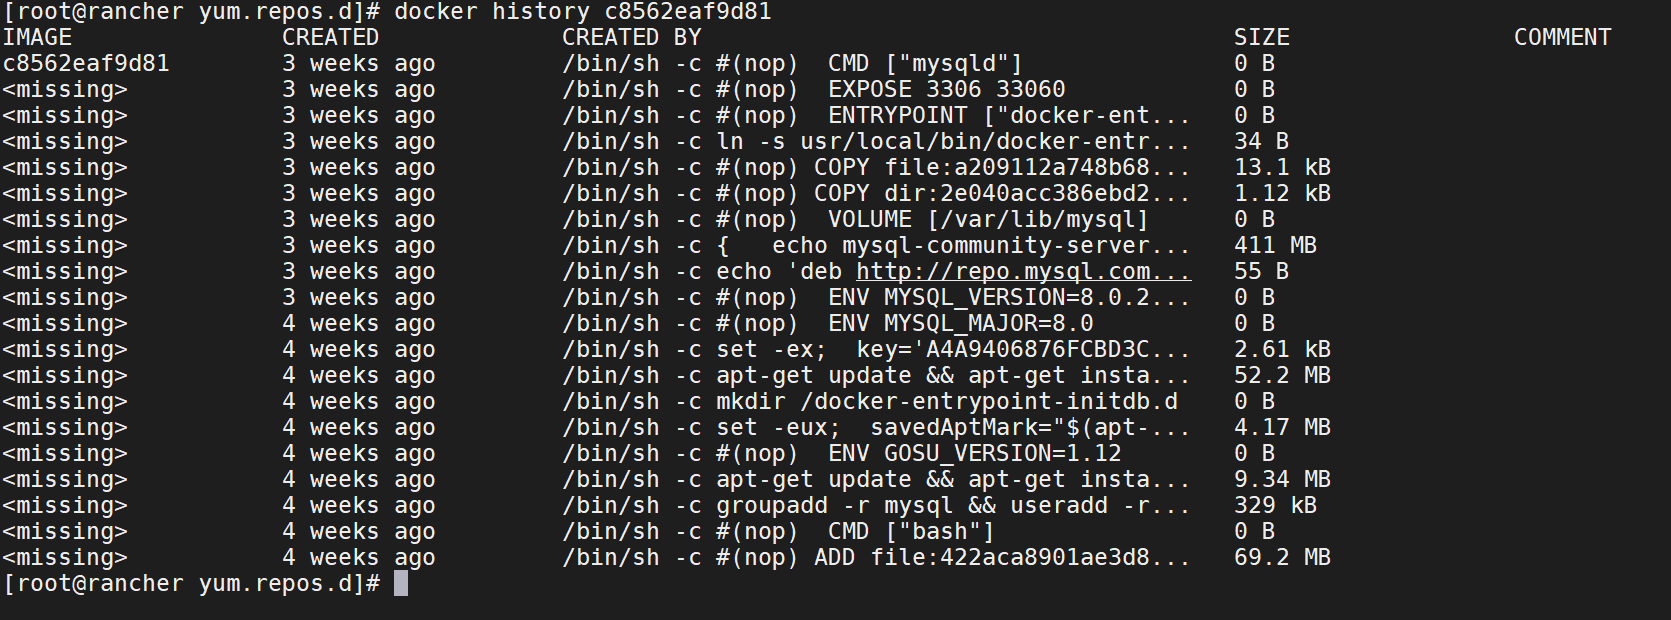 [root@rancher yum.repos.d]# docker history c8562eaf9d81
IMAGE CREATED CREATED BY SIZE COMMENT
c8562eaf9d81 3 weeks ago /bin/sh -c #(nop) CMD ["mysqld"] 0 B
<missing> 3 weeks ago /bin/sh -c #(nop) EXPOSE 3306 33060 0 B
<missing> 3 weeks ago /bin/sh -c #(nop) ENTRYPOINT ["docker-ent... 0 B
<missing> 3 weeks ago /bin/sh -c ln -s usr/local/bin/docker-entr... 34 B
<missing> 3 weeks ago /bin/sh -c #(nop) COPY file:a209112a748b68... 13.1 kB
<missing> 3 weeks ago /bin/sh -c #(nop) COPY dir:2e040acc386ebd2... 1.12 kB
<missing> 3 weeks ago /bin/sh -c #(nop) VOLUME [/var/lib/mysql] 0 B
<missing> 3 weeks ago /bin/sh -c { echo mysql-community-server... 411 MB
<missing> 3 weeks ago /bin/sh -c echo 'deb http://repo.mysql.com... 55 B
<missing> 3 weeks ago /bin/sh -c #(nop) ENV MYSQL_VERSION=8.0.2... 0 B
<missing> 4 weeks ago /bin/sh -c #(nop) ENV MYSQL_MAJOR=8.0 0 B
<missing> 4 weeks ago /bin/sh -c set -ex; key='A4A9406876FCBD3C... 2.61 kB
<missing> 4 weeks ago /bin/sh -c apt-get update && apt-get insta... 52.2 MB
<missing> 4 weeks ago /bin/sh -c mkdir /docker-entrypoint-initdb.d 0 B
<missing> 4 weeks ago /bin/sh -c set -eux; savedAptMark="$(apt-... 4.17 MB
<missing> 4 weeks ago /bin/sh -c #(nop) ENV GOSU_VERSION=1.12 0 B
<missing> 4 weeks ago /bin/sh -c apt-get update && apt-get insta... 9.34 MB
<missing> 4 weeks ago /bin/sh -c groupadd -r mysql && useradd -r... 329 kB
<missing> 4 weeks ago /bin/sh -c #(nop) CMD ["bash"] 0 B
<missing> 4 weeks ago /bin/sh -c #(nop) ADD file:422aca8901ae3d8... 69.2 MB
[root@rancher yum.repos.d]#